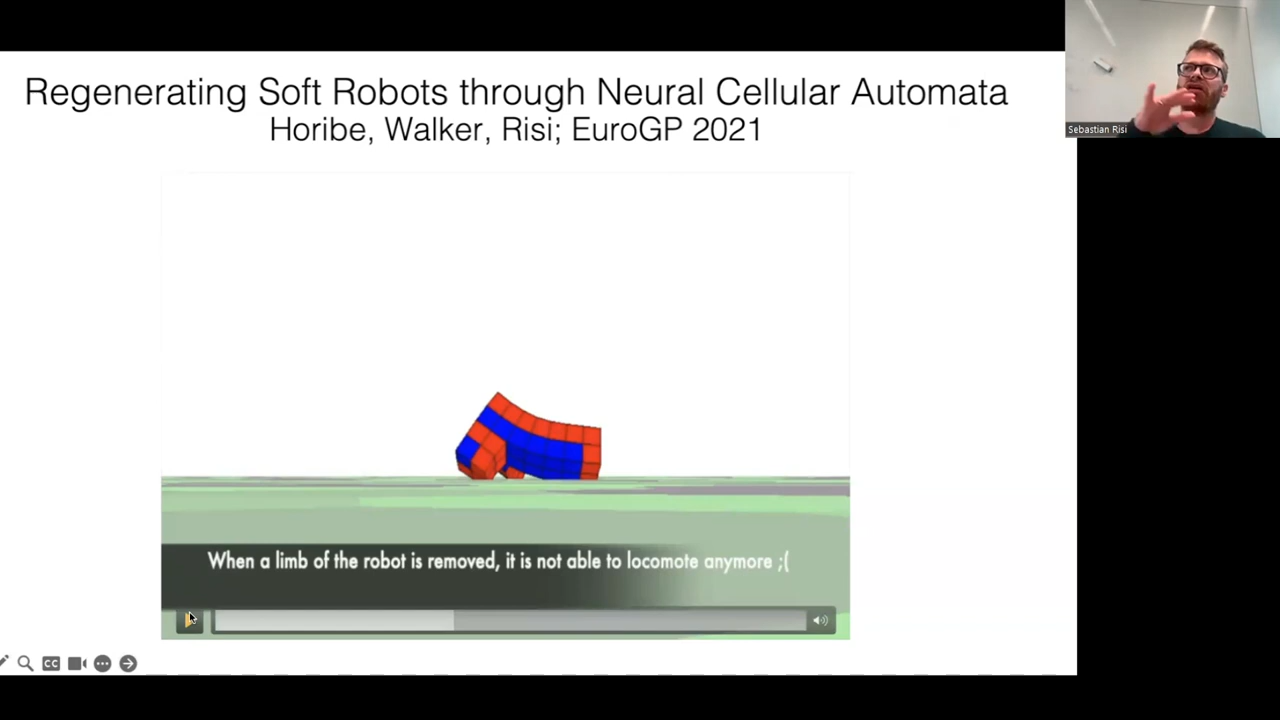 Regenerating Soft Robots through Neural Cellular Automata
Horibe, Walker, Risi; EuroGP 2021
Sebastian Risi
When a limb of the robot is removed, it is not able to locomote anymore ;(
CC